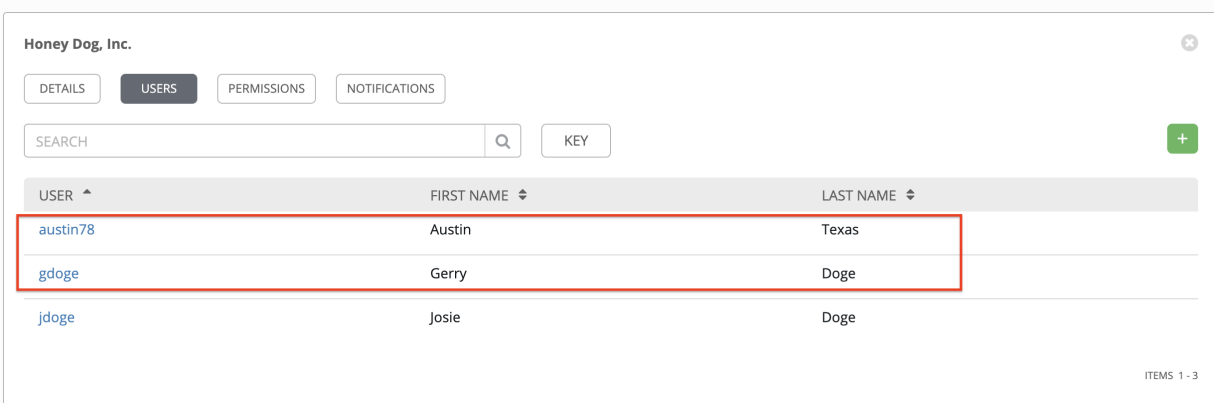 Honey Dog, Inc.
DETAILS USERS PERMISSIONS NOTIFICATIONS
SEARCH KEY +
USER FIRST NAME LAST NAME
austin78 Austin Texas
gdoge Gerry Doge
jdoge Josie Doge
ITEMS 1 - 3